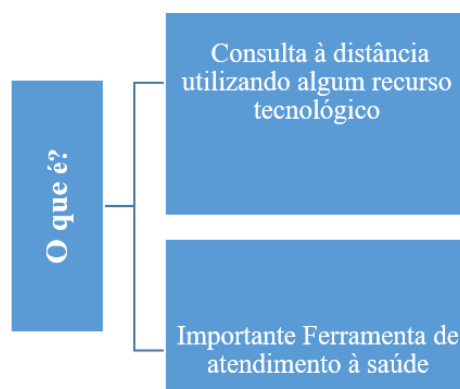 O que é?
Consulta à distância
utilizando algum recurso
tecnológico
Importante Ferramenta de
atendimento à saúde